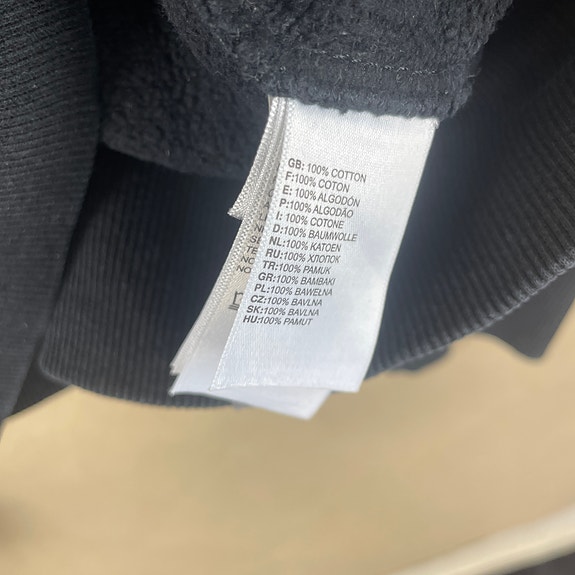 GB: 100% COTTON
F:100% COTON
E: 100% ALGODÓN
P:100% ALGODÃO
I: 100% COTONE
D:100% BAUMWOLLE
NL:100% KATOEN
RU:100% ХЛОПОК
TR:100% PAMUK
GR:100% BAMBAKI
PL:100% BAWEŁNA
CZ:100% BAVLNA
SK:100% BAVLNA
HU:100% PAMUT